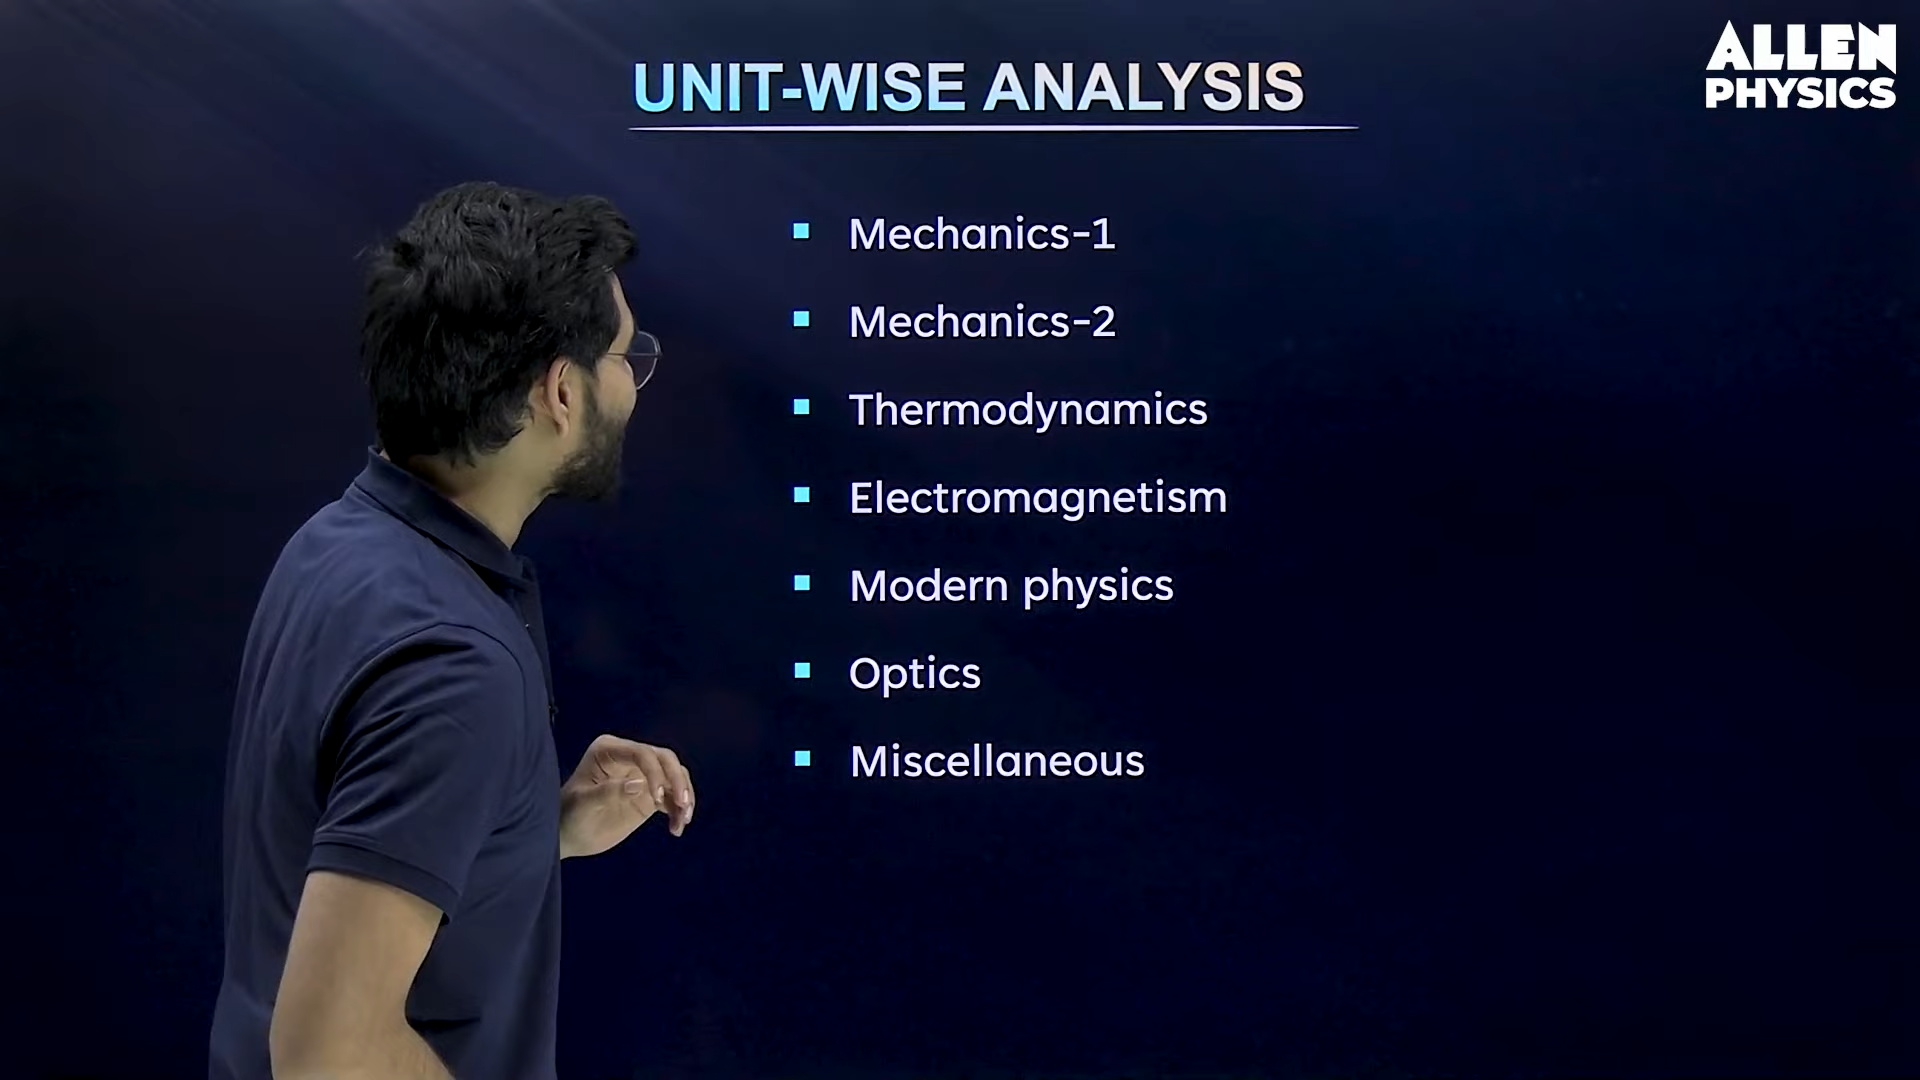 UNIT-WISE ANALYSIS
ALLEN
PHYSICS
▪ Mechanics-1
▪ Mechanics-2
▪ Thermodynamics
▪ Electromagnetism
▪ Modern physics
▪ Optics
▪ Miscellaneous